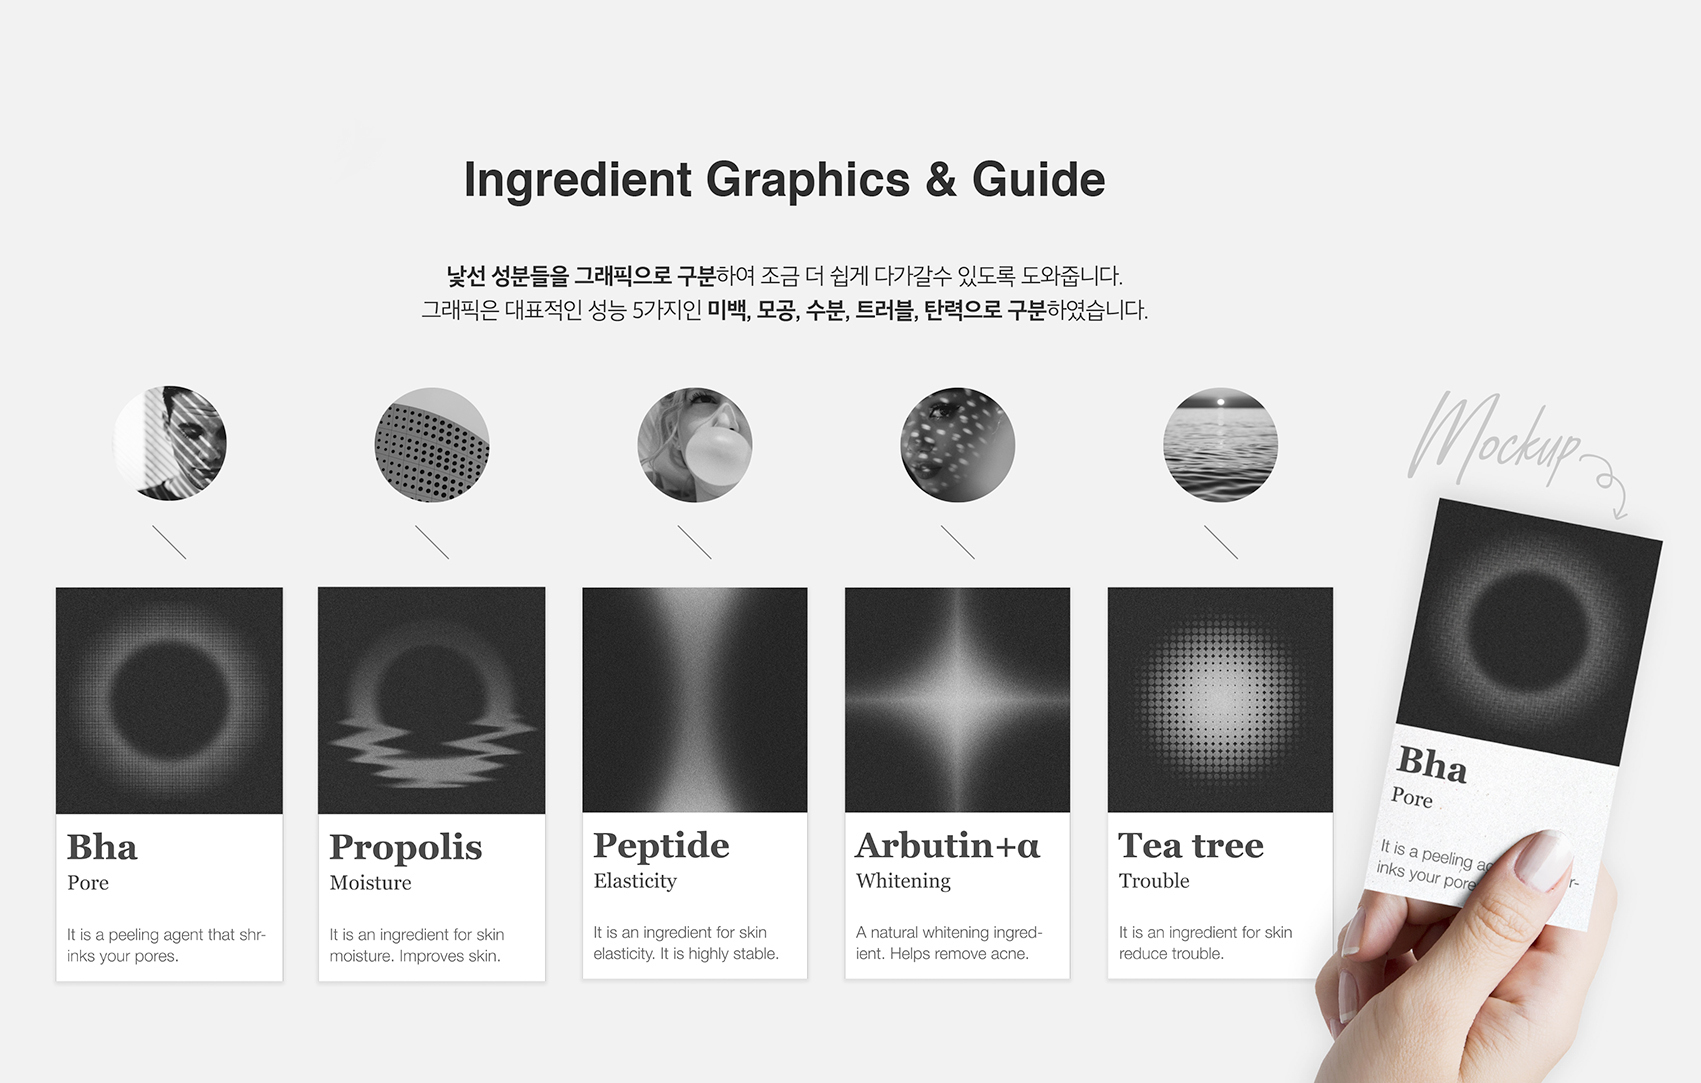 Ingredient Graphics & Guide
낯선 성분들을 그래픽으로 구분하여 조금 더 쉽게 다가갈수 있도록 도와줍니다.
그래픽은 대표적인 성능 5가지인 미백, 모공, 수분, 트러블, 탄력으로 구분하였습니다.
Mockup
Bha
Pore
It is a peeling agent that shr-
inks your pores.
Propolis
Moisture
It is an ingredient for skin
moisture. Improves skin.
Peptide
Elasticity
It is an ingredient for skin
elasticity. It is highly stable.
Arbutin+α
Whitening
A natural whitening ingred-
ient. Helps remove acne.
Tea tree
Trouble
It is an ingredient for skin
reduce trouble.
Bha
Pore
It is a peeling ag
r-
inks your pore